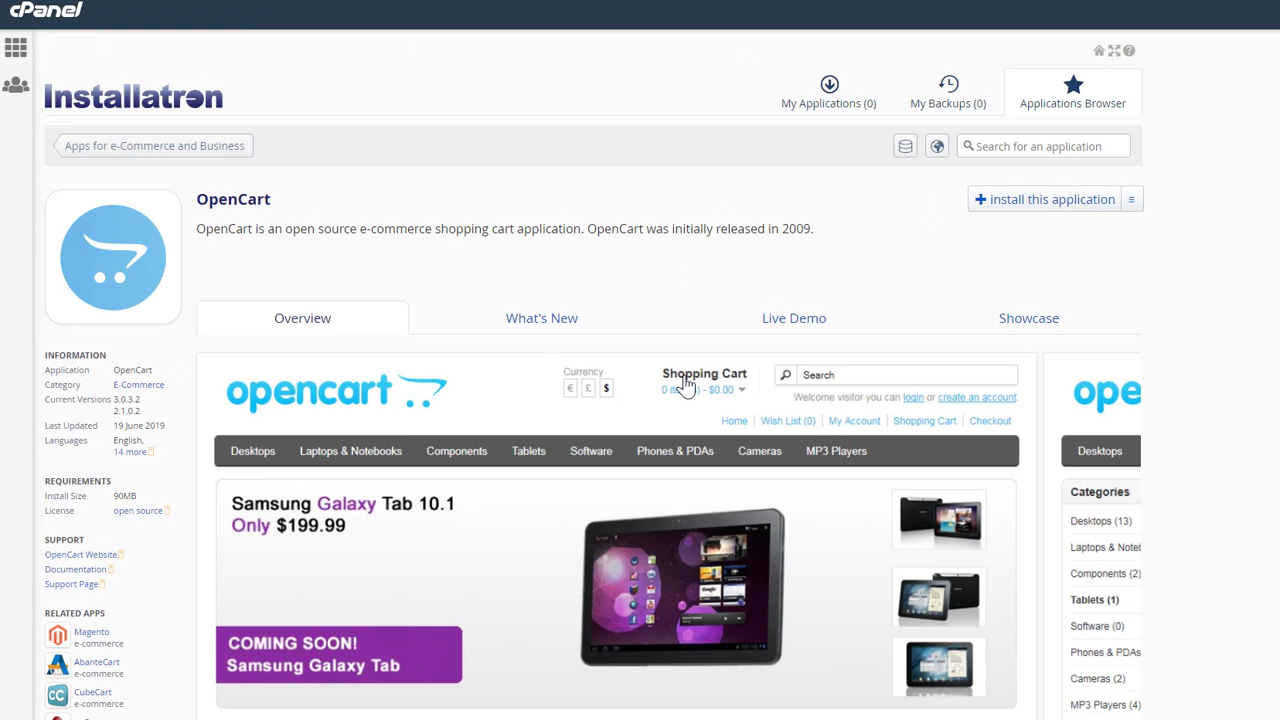 cPanel
Installatron
My Applications (0)
My Backups (0)
Applications Browser
Apps for e-Commerce and Business
Search for an application
OpenCart
install this application
OpenCart is an open source e-commerce shopping cart application. OpenCart was initially released in 2009.
Overview
What's New
Live Demo
Showcase
INFORMATION
Application OpenCart
Category E-Commerce
Current Versions 3.0.3.2
2.1.0.2
Last Updated 19 June 2019
Languages English,
14 more
REQUIREMENTS
Install Size 90MB
License open source
SUPPORT
OpenCart Website
Documentation
Support Page
RELATED APPS
Magento
e-commerce
AbanteCart
e-commerce
CubeCart
e-commerce
opencart
Currency
€ £ $
Shopping Cart
0 - $0.00
Search
Welcome visitor you can login or create an account.
Home Wish List (0) My Account Shopping Cart Checkout
Desktops Laptops & Notebooks Components Tablets Software Phones & PDAs Cameras MP3 Players
Samsung Galaxy Tab 10.1
Only $199.99
COMING SOON!
Samsung Galaxy Tab
Desktops
Categories
Desktops (13)
Laptops & Noteb
Components (2)
Tablets (1)
Software (0)
Phones & PDAs
Cameras (2)
MP3 Players (4)